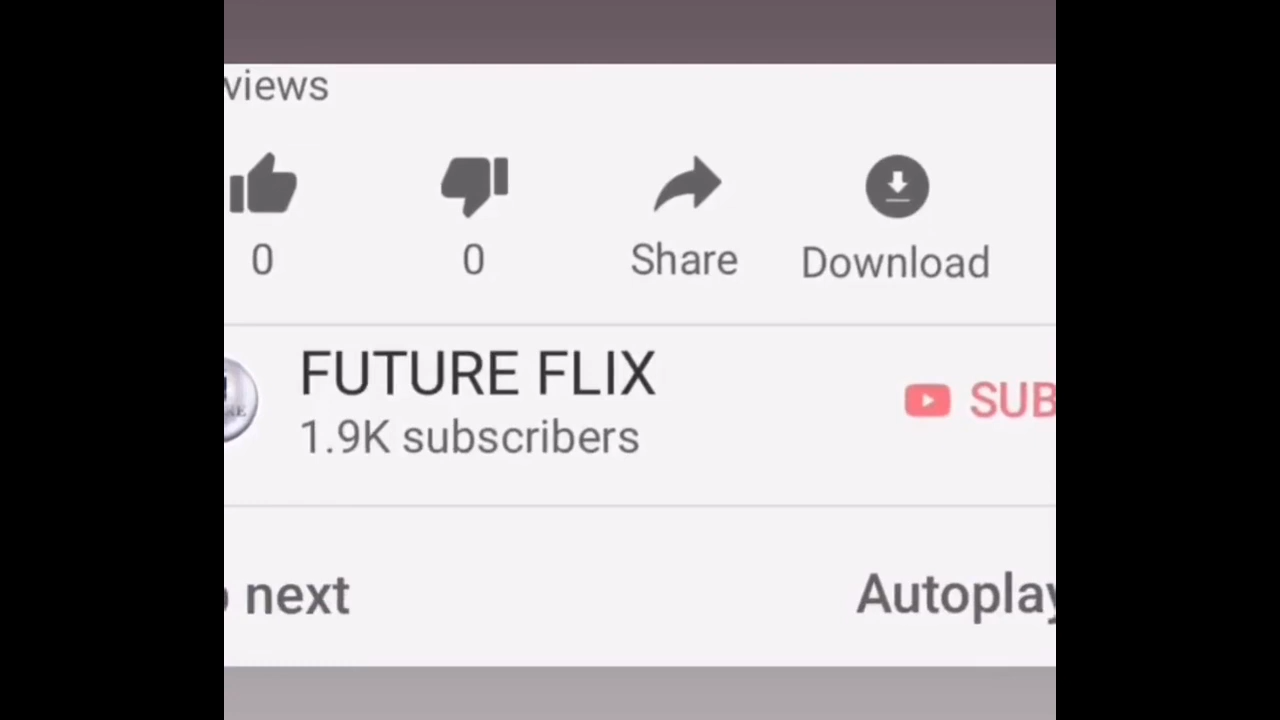 views
0 0 Share Download
FUTURE FLIX
SUB
1.9K subscribers
next Autoplay